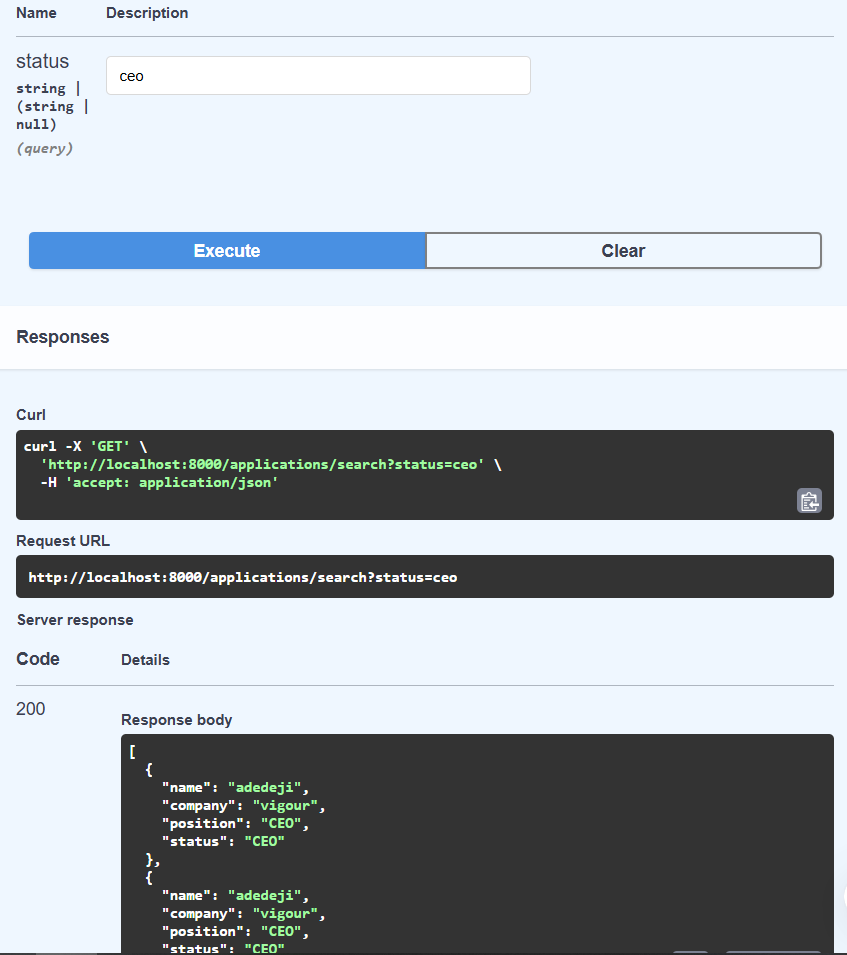 Name Description
status
ceo
string |
(string |
null)
(query)
Execute Clear
Responses
Curl
curl -X 'GET' \
  'http://localhost:8000/applications/search?status=ceo' \
  -H 'accept: application/json'
Request URL
http://localhost:8000/applications/search?status=ceo
Server response
Code Details
200
Response body
[
  {
    "name": "adedeji",
    "company": "vigour",
    "position": "CEO",
    "status": "CEO"
  },
  {
    "name": "adedeji",
    "company": "vigour",
    "position": "CEO",
    "status": "CEO"